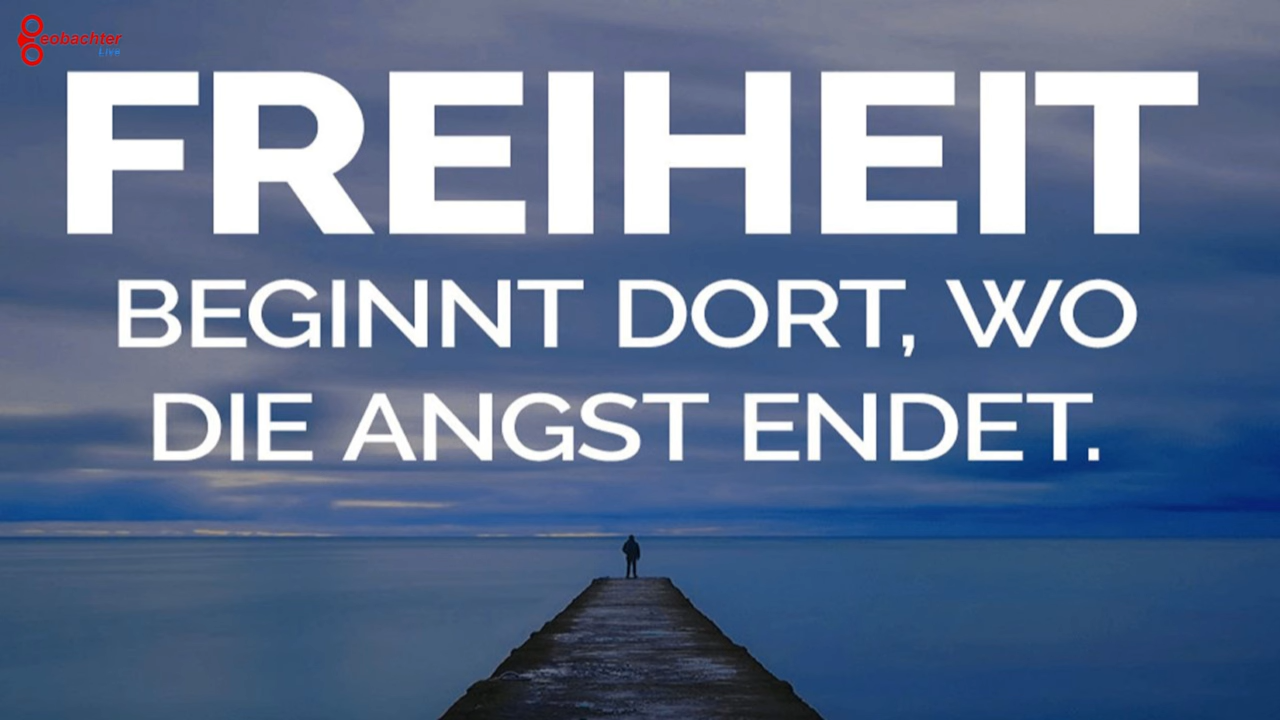 Beobachter
Live
FREIHEIT
BEGINNT DORT, WO
DIE ANGST ENDET.